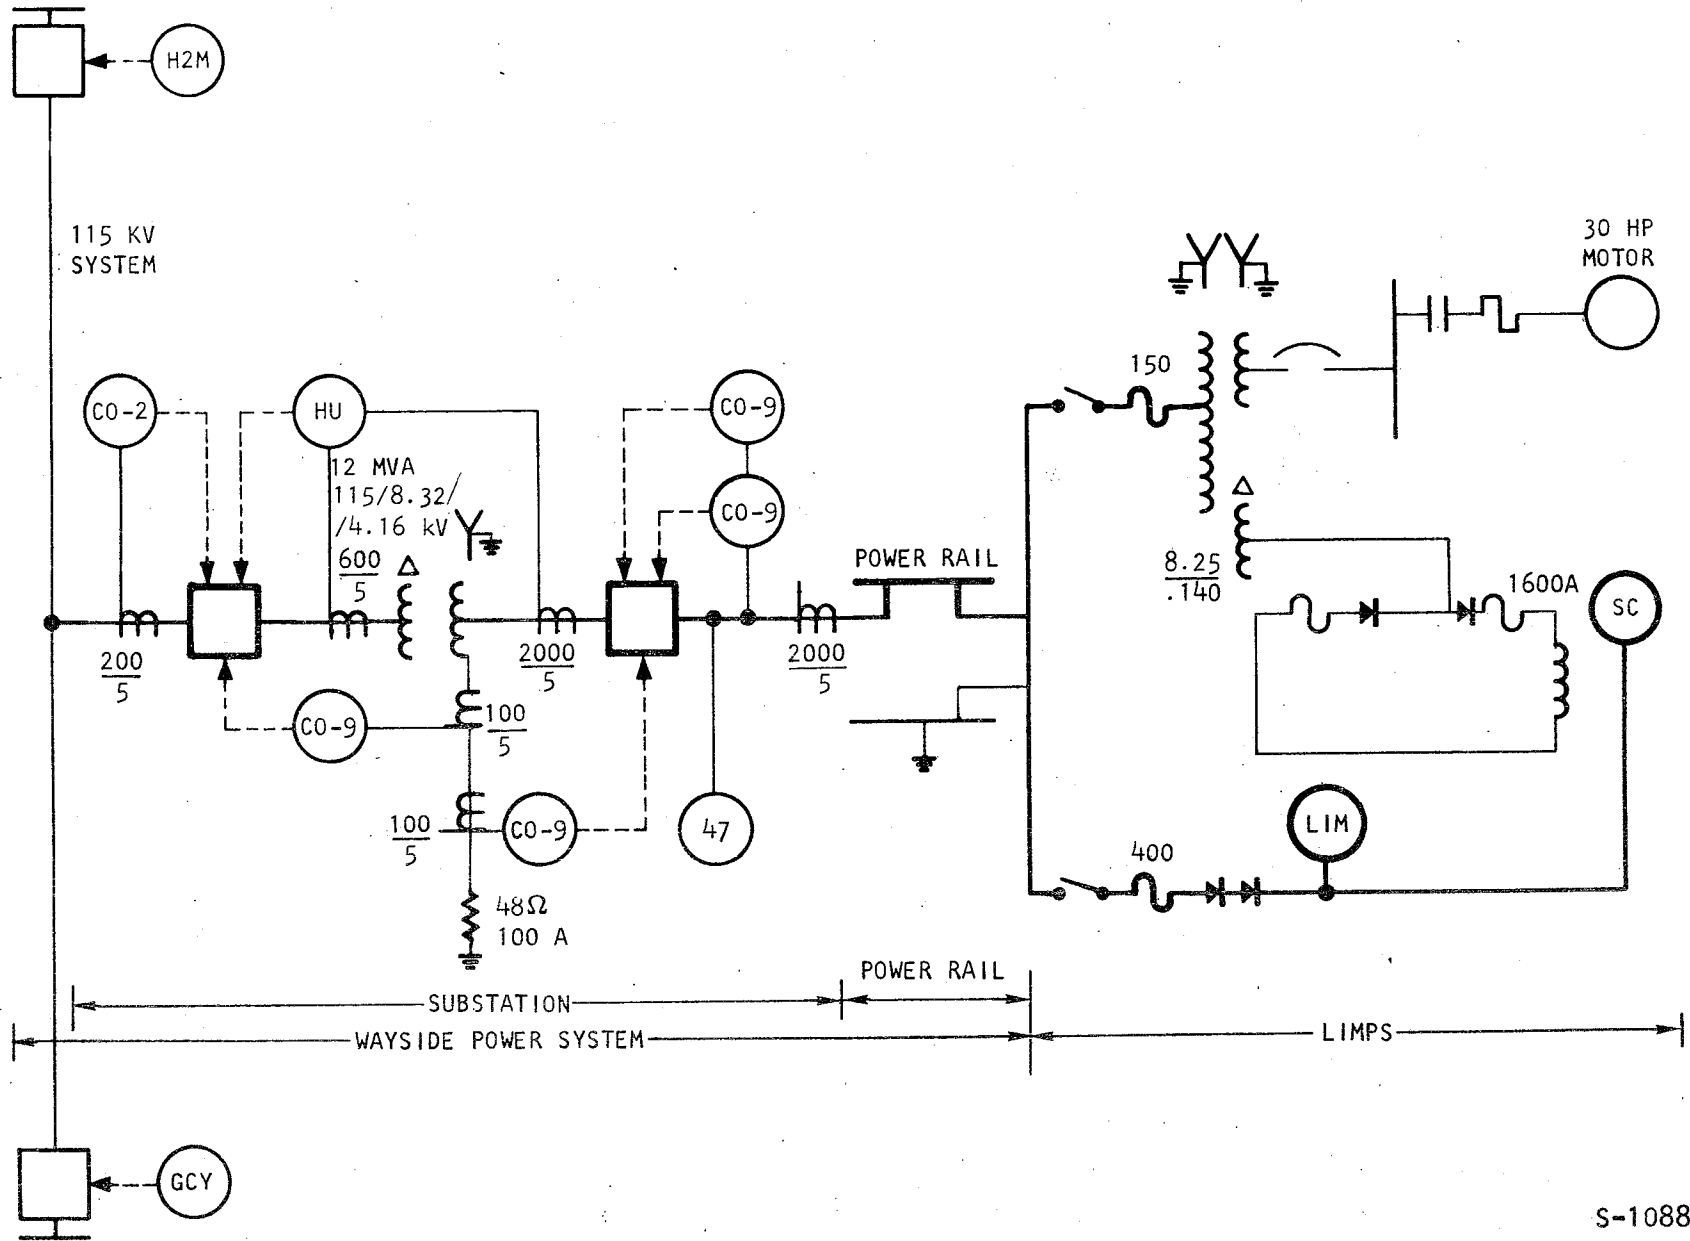 H2M
115 KV
SYSTEM
30 HP
MOTOR
150
CO-2
HU
CO-9
12 MVA
115/8.32/
/4.16 kV
600
5
Δ
CO-9
POWER RAIL
Δ
8.25
.140
1600A
SC
200
5
2000
5
2000
5
CO-9
100
5
100
5
CO-9
47
LIM
400
48Ω
100 A
POWER RAIL
SUBSTATION
WAYSIDE POWER SYSTEM
LIMPS
GCY
S-1088